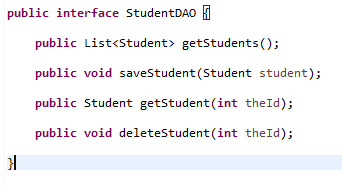 public interface StudentDAO {
public List<Student> getStudents();
public void saveStudent(Student student);
public Student getStudent(int theId);
public void deleteStudent(int theId);
}